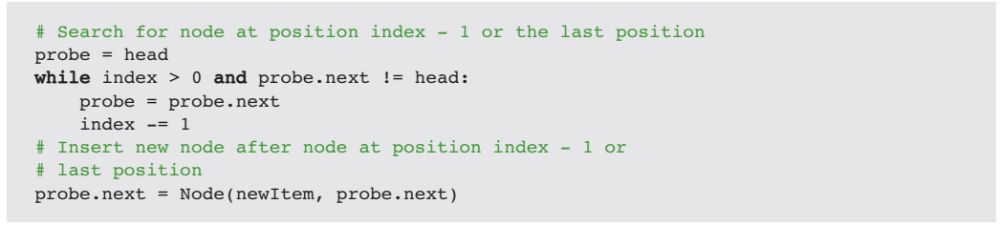 # Search for node at position index - 1 or the last position
probe = head
while index > 0 and probe.next != head:
    probe = probe.next
    index -= 1
# Insert new node after node at position index - 1 or
# last position
probe.next = Node(newItem, probe.next)